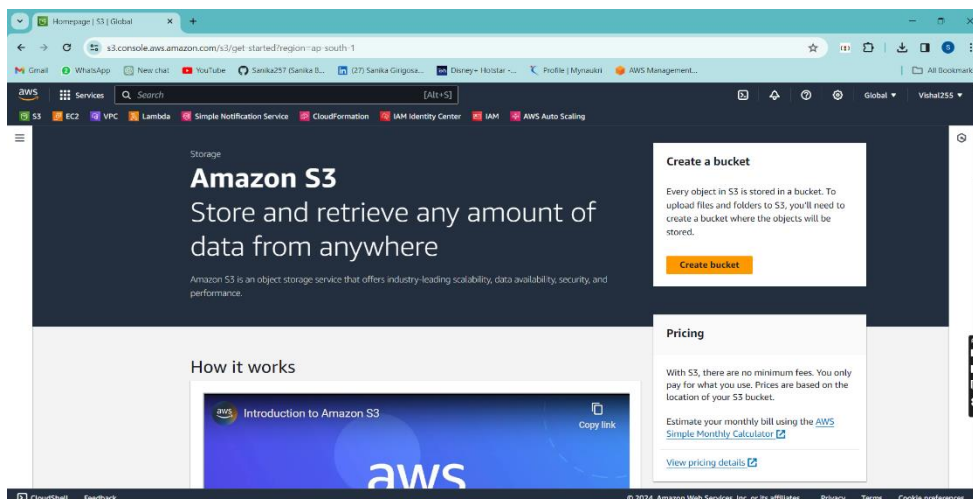 Homepage | S3 | Global
s3.console.aws.amazon.com/s3/get-started?region=ap-south-1
Gmail WhatsApp New chat YouTube Sanika257 (Sanika B... (27) Sanika Girigosa... Disney+ Hotstar -... Profile | Mynaukri AWS Management... All Bookmark
aws Services Search [Alt+S] Global Vishal255
S3 EC2 VPC Lambda Simple Notification Service CloudFormation IAM Identity Center IAM AWS Auto Scaling
Storage
Amazon S3
Store and retrieve any amount of
data from anywhere
Amazon S3 is an object storage service that offers industry-leading scalability, data availability, security, and
performance.
Create a bucket
Every object in S3 is stored in a bucket. To
upload files and folders to S3, you'll need to
create a bucket where the objects will be
stored.
Create bucket
Pricing
With S3, there are no minimum fees. You only
pay for what you use. Prices are based on the
location of your S3 bucket.
Estimate your monthly bill using the AWS
Simple Monthly Calculator
View pricing details
How it works
aws Introduction to Amazon S3
Copy link
aws
CloudShell Feedback © 2024, Amazon Web Services, Inc. or its affiliates. Privacy Terms Cookie preferences